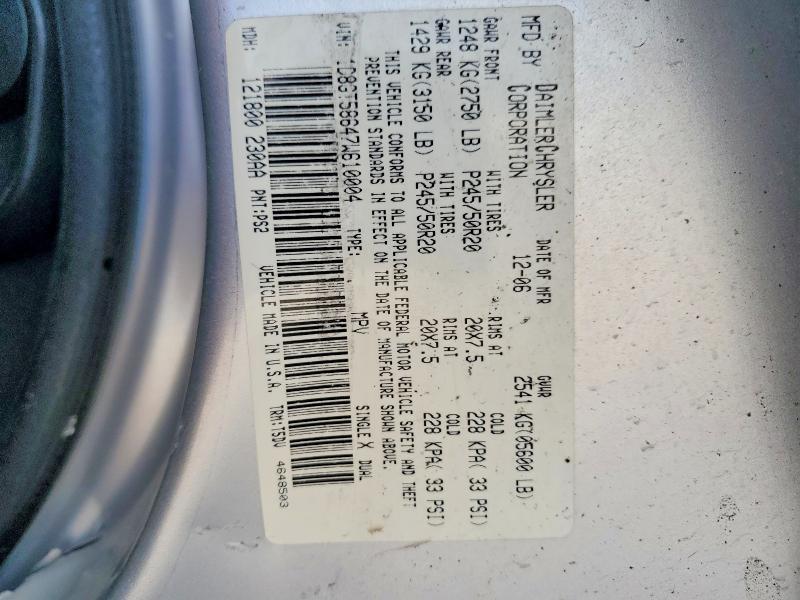 MFD BY DAIMLERCHRYSLER CORPORATION DATE OF MFR 12-06 GVWR 2541 KG(05600 LB)
GAWR FRONT WITH TIRES RIMS AT COLD
1248 KG(2750 LB) P245/50R20 20X7.5 228 KPA( 33 PSI)
GAWR REAR WITH TIRES RIMS AT COLD
1429 KG(3150 LB) P245/50R20 20X7.5 228 KPA( 33 PSI)
THIS VEHICLE CONFORMS TO ALL APPLICABLE FEDERAL MOTOR VEHICLE SAFETY AND THEFT
PREVENTION STANDARDS IN EFFECT ON THE DATE OF MANUFACTURE SHOWN ABOVE.
VIN: 1D8GT58647W610004 TYPE: MPV SINGLE X DUAL
MDH: 121800 230AA PNT:PS2 VEHICLE MADE IN U.S.A. TRM:T5DV
4648503